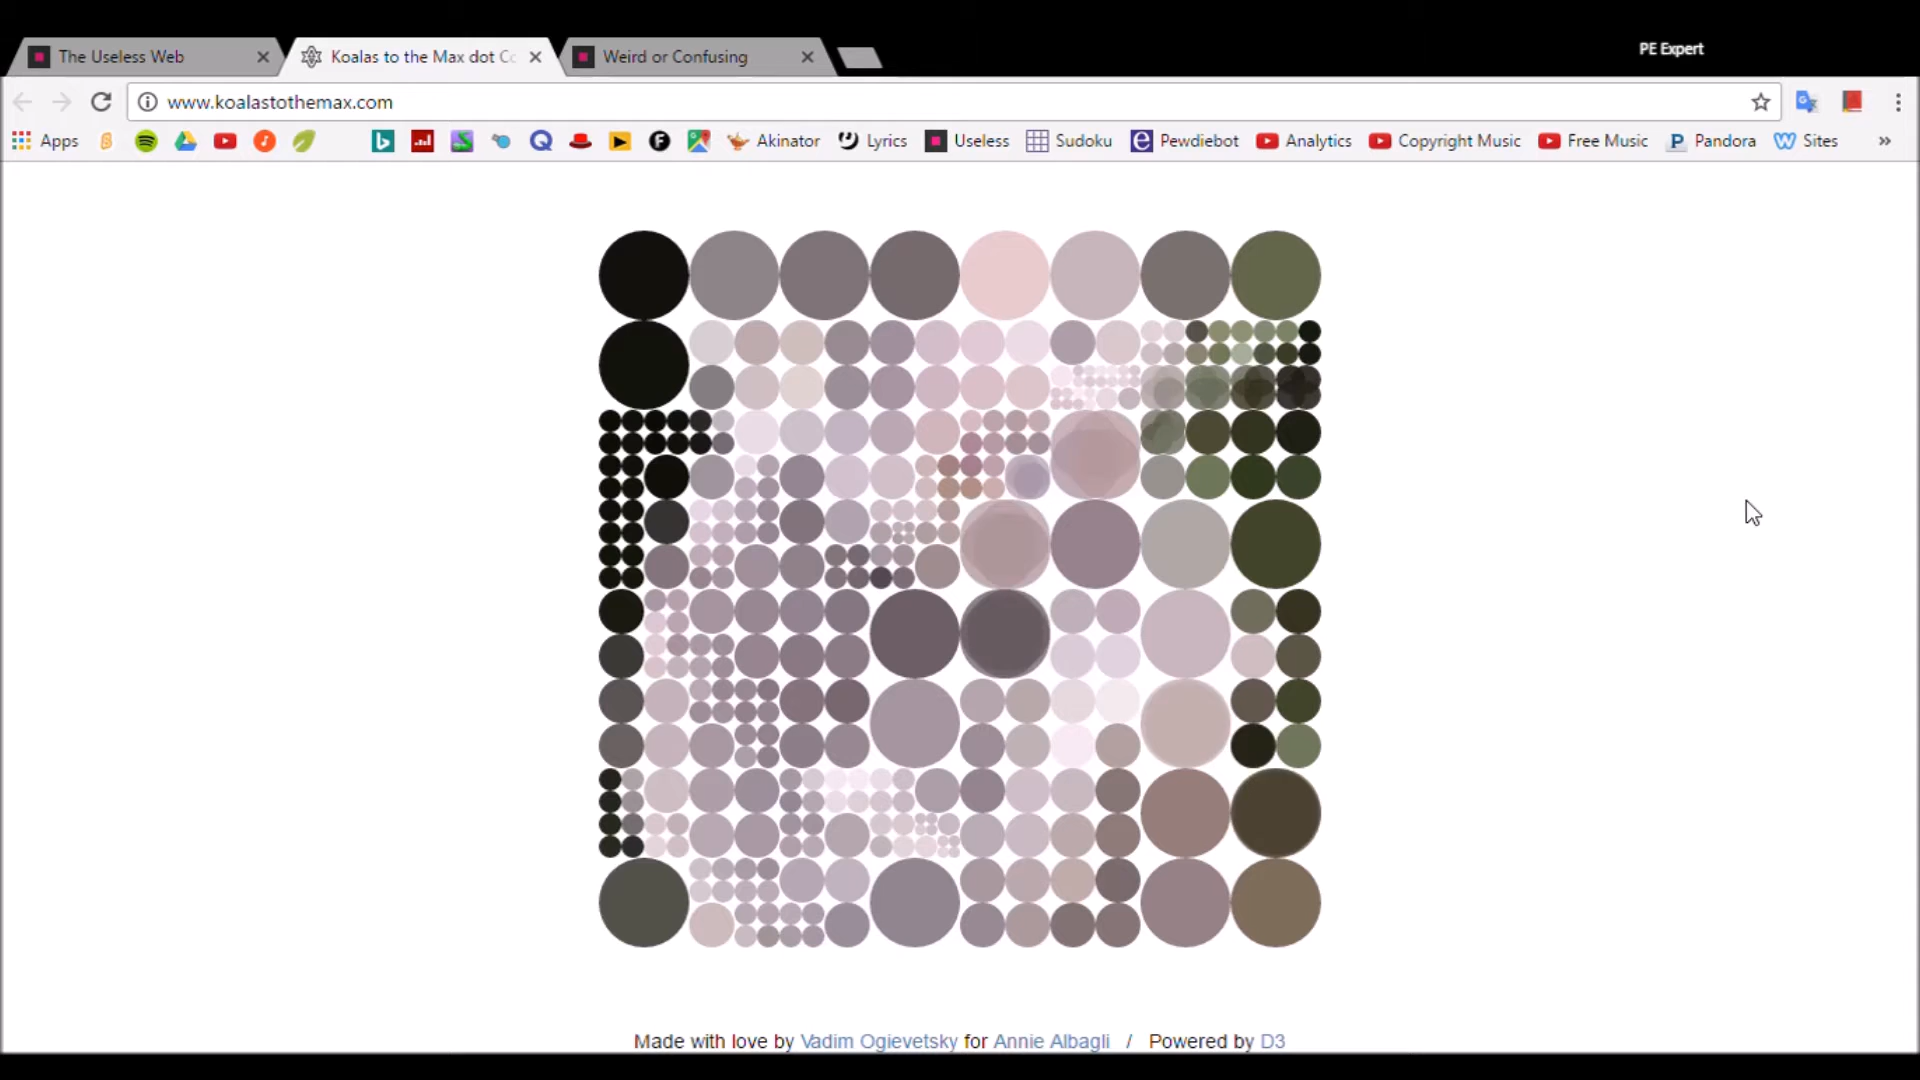 PE Expert
The Useless Web
Koalas to the Max dot Co
Weird or Confusing
www.koalastothemax.com
Apps
Akinator
Lyrics
Useless
Sudoku
Pewdiebot
Analytics
Copyright Music
Free Music
Pandora
Sites
Made with love by Vadim Ogievetsky for Annie Albagli / Powered by D3